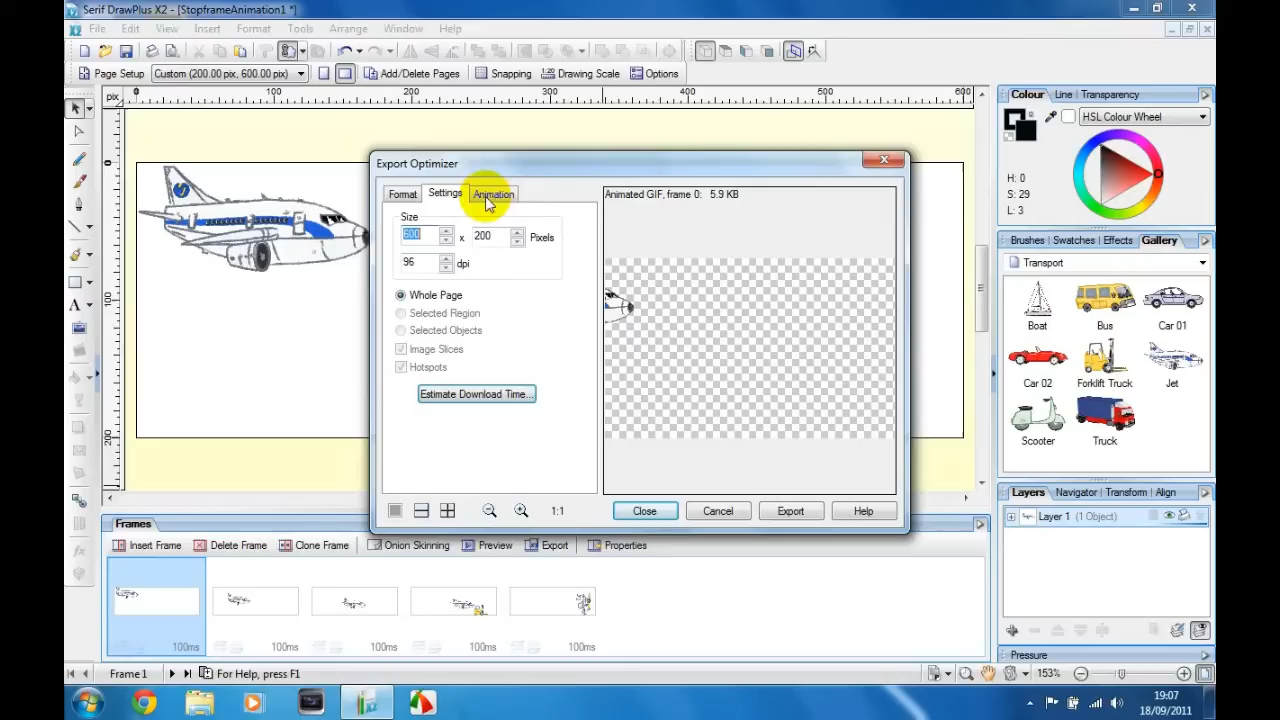 Serif DrawPlus X2 - [StopframeAnimation1 *]
File Edit View Insert Format Tools Arrange Window Help
Page Setup Custom (200.00 pix, 600.00 pix) Add/Delete Pages Snapping Drawing Scale Options
pix 0 100 200 300 400 500 600
0
100
200
Export Optimizer
Format Settings Animation
Size
600 x 200 Pixels
96 dpi
Whole Page
Selected Region
Selected Objects
Image Slices
Hotspots
Estimate Download Time...
Animated GIF, frame 0: 5.9 KB
1:1
Close Cancel Export Help
Colour Line Transparency
HSL Colour Wheel
H: 0
S: 29
L: 3
Brushes Swatches Effects Gallery
Transport
Boat Bus Car 01
Car 02 Forklift Truck Jet
Scooter Truck
Layers Navigator Transform Align
Layer 1 (1 Object)
Pressure
Frames
Insert Frame Delete Frame Clone Frame Onion Skinning Preview Export Properties
100ms 100ms 100ms 100ms 100ms
Frame 1 For Help, press F1
153%
19:07
18/09/2011